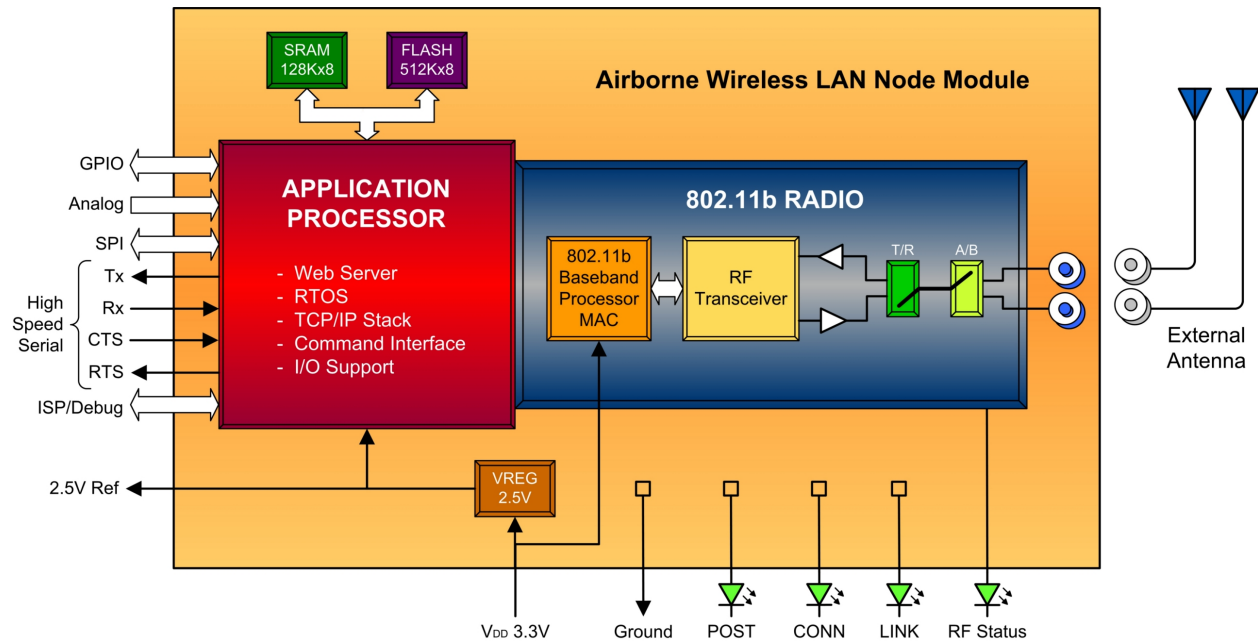 SRAM
128Kx8
FLASH
512Kx8
Airborne Wireless LAN Node Module
GPIO
Analog
SPI
Tx
Rx
CTS
RTS
High
Speed
Serial
ISP/Debug
APPLICATION
PROCESSOR
- Web Server
- RTOS
- TCP/IP Stack
- Command Interface
- I/O Support
802.11b RADIO
802.11b
Baseband
Processor
MAC
RF
Transceiver
T/R
A/B
External
Antenna
2.5V Ref
VREG
2.5V
VDD 3.3V
Ground
POST
CONN
LINK
RF Status